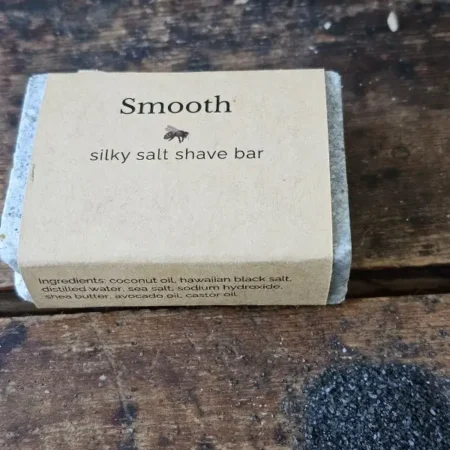 Smooth
silky salt shave bar
Ingredients: coconut oil, hawaiian black salt,
distilled water, sea salt, sodium hydroxide,
shea butter, avocado oil, castor oil.